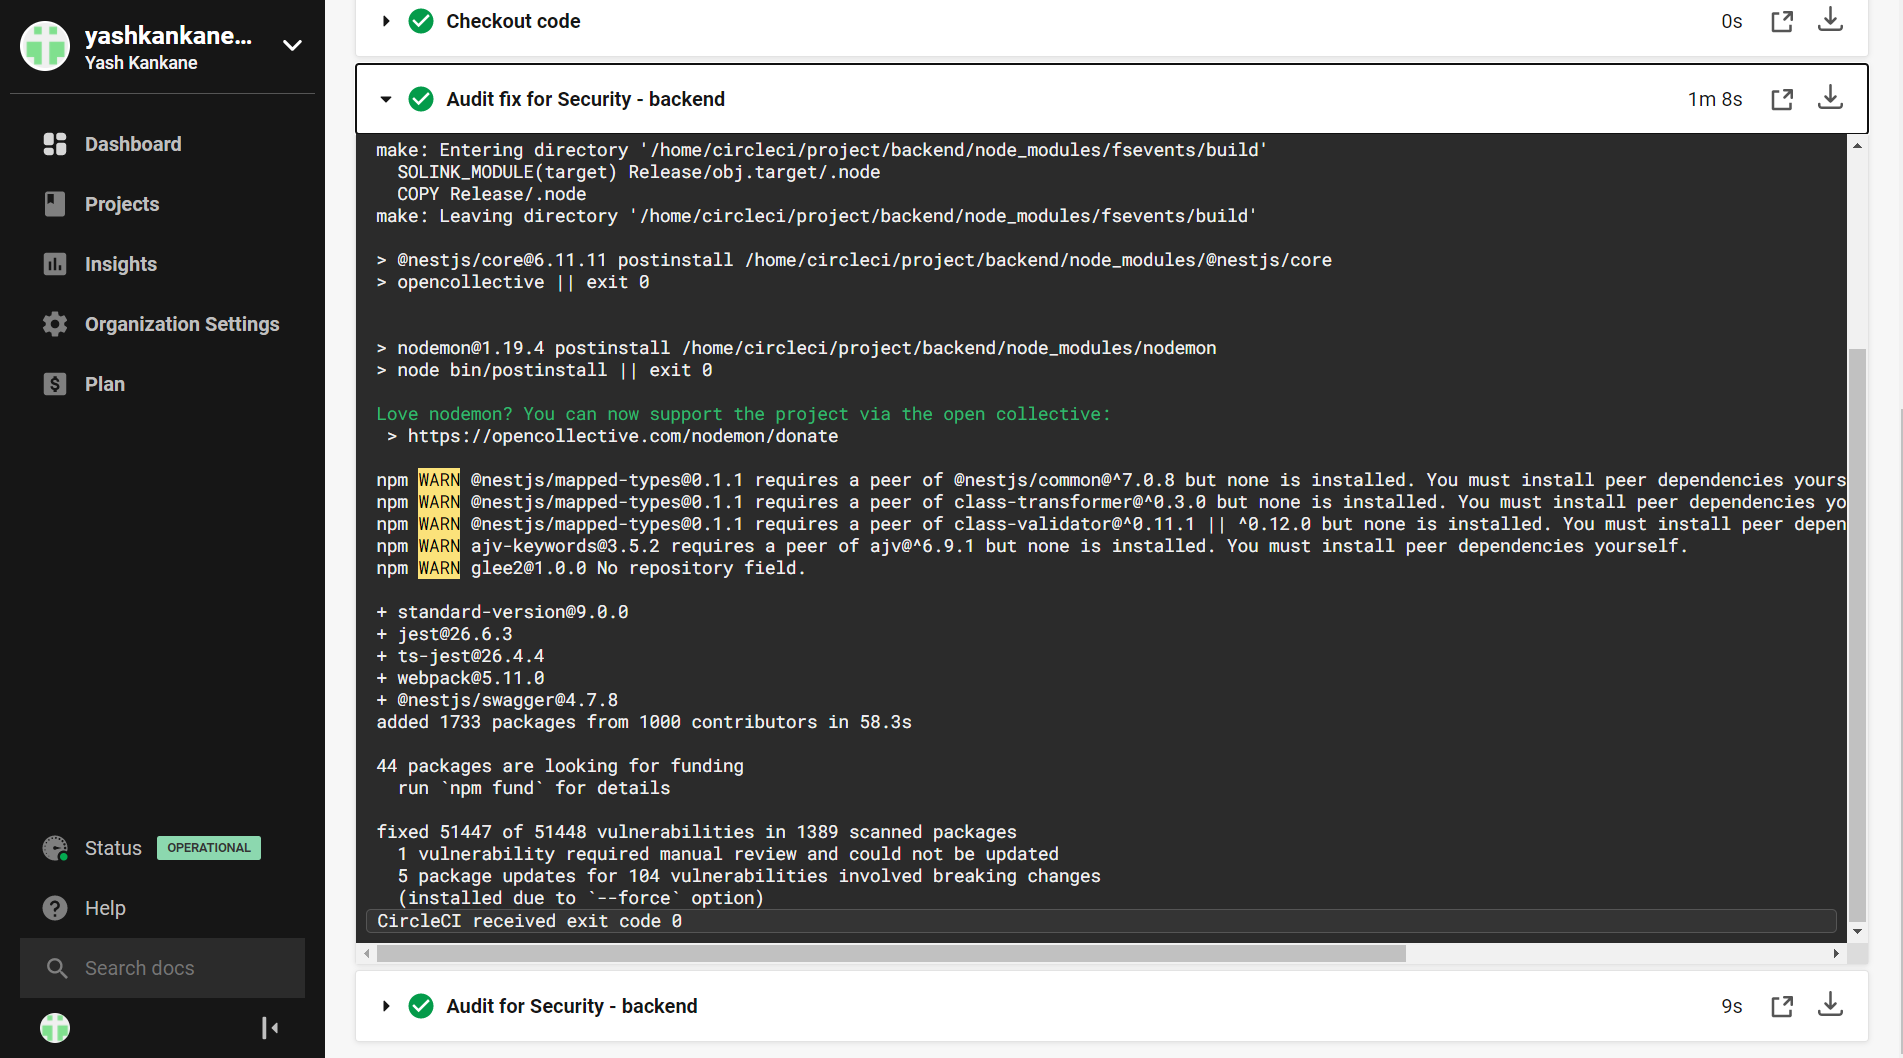 yashkankane...
Yash Kankane
Dashboard
Projects
Insights
Organization Settings
Plan
Status OPERATIONAL
Help
Search docs
Checkout code 0s
Audit fix for Security - backend 1m 8s
make: Entering directory '/home/circleci/project/backend/node_modules/fsevents/build'
SOLINK_MODULE(target) Release/obj.target/.node
COPY Release/.node
make: Leaving directory '/home/circleci/project/backend/node_modules/fsevents/build'
> @nestjs/core@6.11.11 postinstall /home/circleci/project/backend/node_modules/@nestjs/core
> opencollective || exit 0
> nodemon@1.19.4 postinstall /home/circleci/project/backend/node_modules/nodemon
> node bin/postinstall || exit 0
Love nodemon? You can now support the project via the open collective:
> https://opencollective.com/nodemon/donate
npm WARN @nestjs/mapped-types@0.1.1 requires a peer of @nestjs/common@^7.0.8 but none is installed. You must install peer dependencies yours
npm WARN @nestjs/mapped-types@0.1.1 requires a peer of class-transformer@^0.3.0 but none is installed. You must install peer dependencies yo
npm WARN @nestjs/mapped-types@0.1.1 requires a peer of class-validator@^0.11.1 || ^0.12.0 but none is installed. You must install peer depen
npm WARN ajv-keywords@3.5.2 requires a peer of ajv@^6.9.1 but none is installed. You must install peer dependencies yourself.
npm WARN glee2@1.0.0 No repository field.
+ standard-version@9.0.0
+ jest@26.6.3
+ ts-jest@26.4.4
+ webpack@5.11.0
+ @nestjs/swagger@4.7.8
added 1733 packages from 1000 contributors in 58.3s
44 packages are looking for funding
run `npm fund` for details
fixed 51447 of 51448 vulnerabilities in 1389 scanned packages
1 vulnerability required manual review and could not be updated
5 package updates for 104 vulnerabilities involved breaking changes
(installed due to `--force` option)
CircleCI received exit code 0
Audit for Security - backend 9s